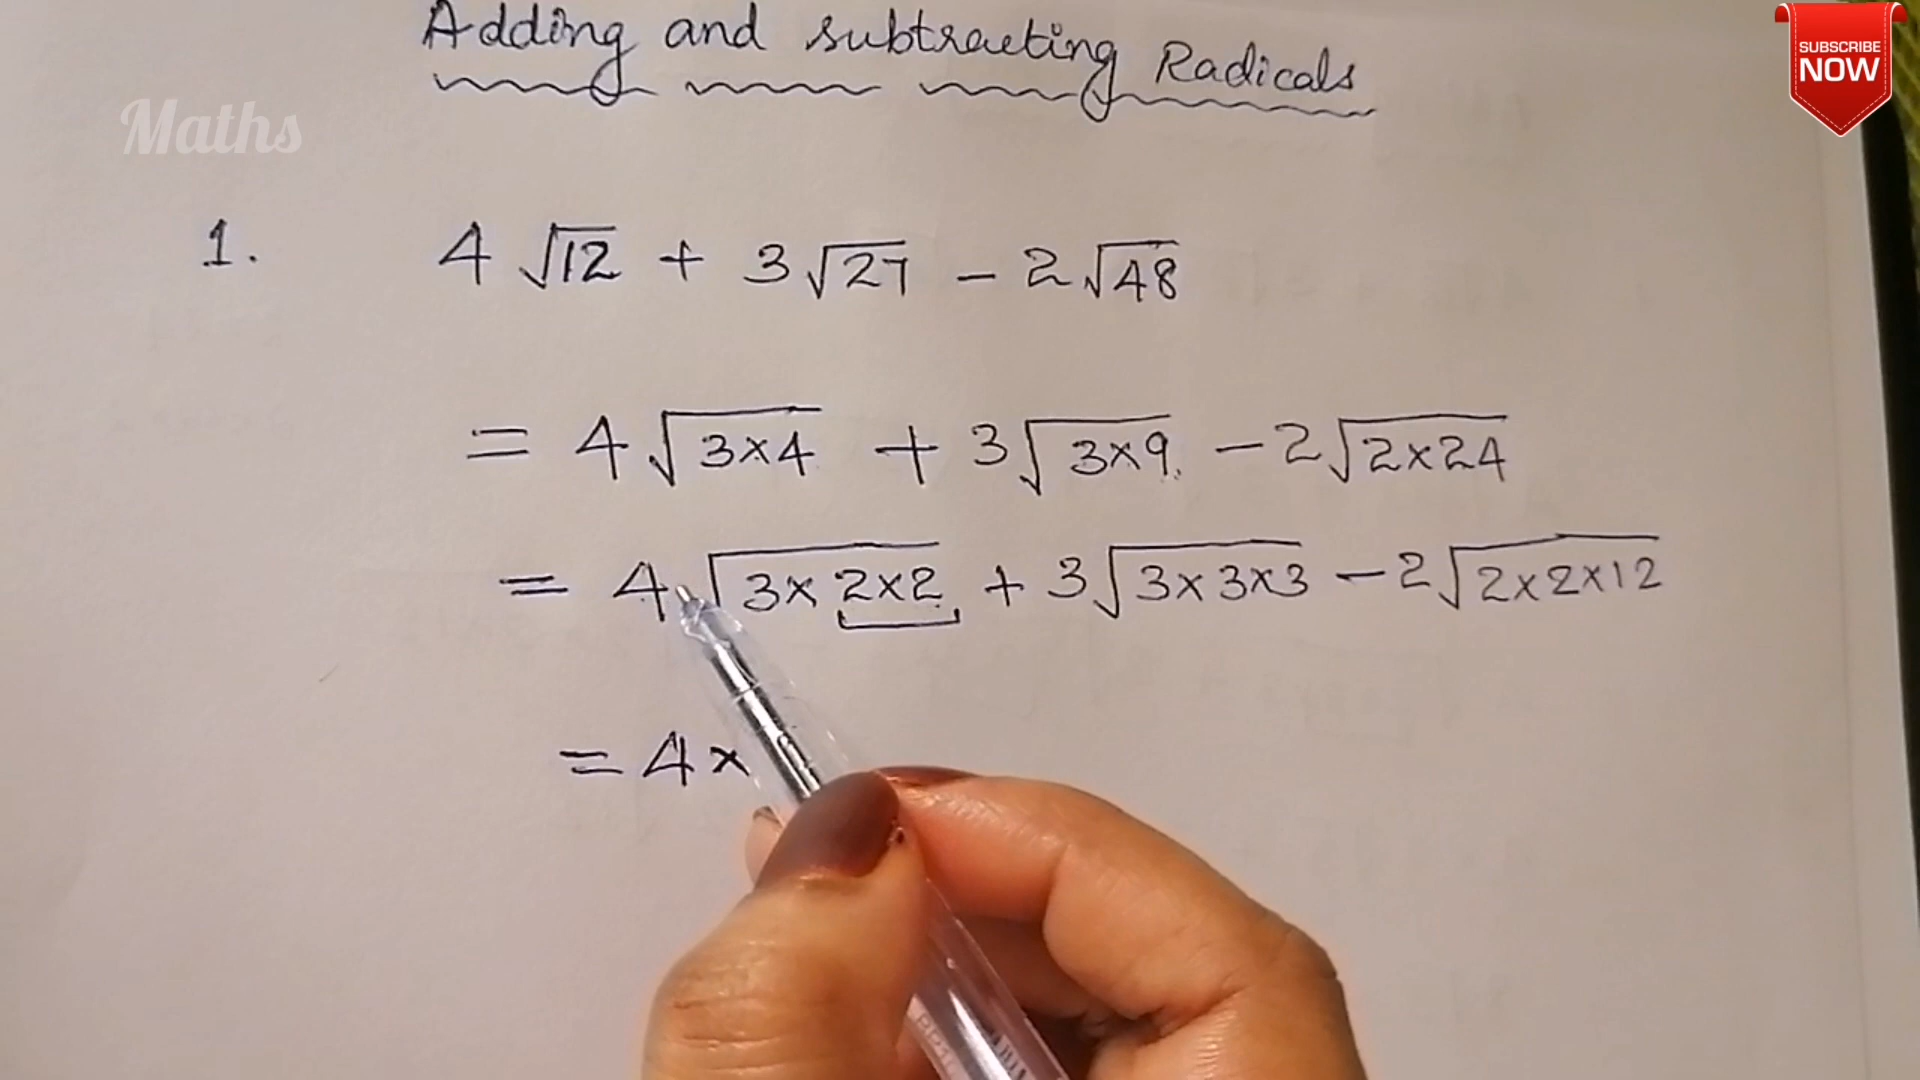 Adding and subtracting Radicals
SUBSCRIBE
NOW
Maths
1. 4 √12 + 3√27 - 2√48
= 4√3×4 + 3√3×9 - 2√2×24
= 4√3×2×2 + 3√3×3×3 - 2√2×2×12
= 4×